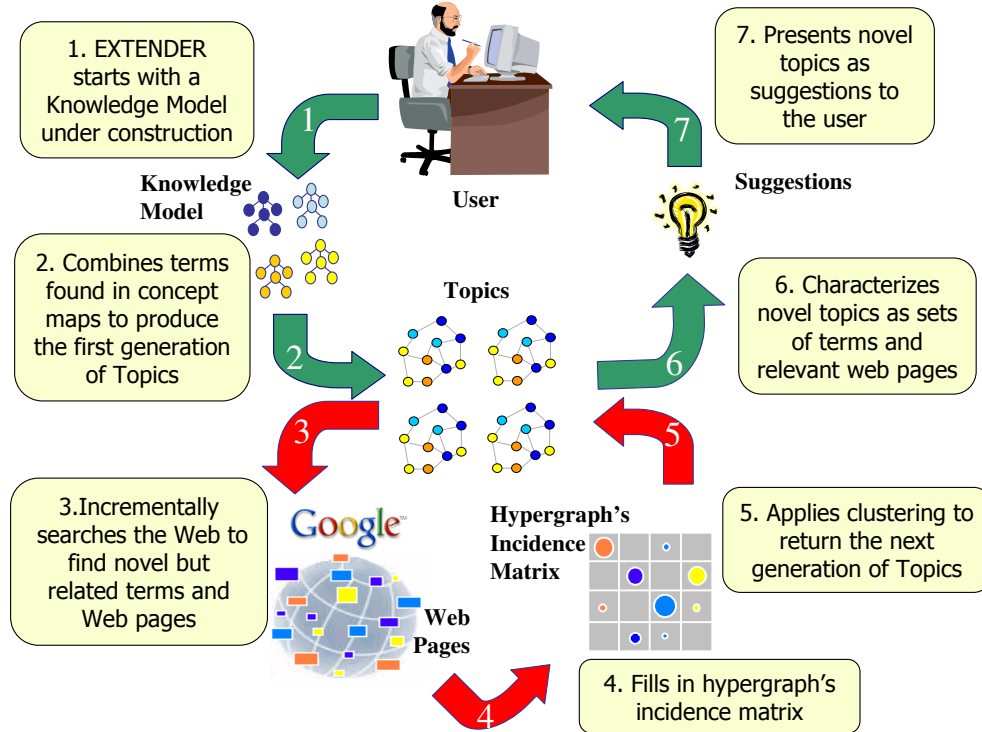 1. EXTENDER
starts with a
Knowledge Model
under construction
1
Knowledge
Model
User
7. Presents novel
topics as
suggestions to
the user
7
Suggestions
2. Combines terms
found in concept
maps to produce
the first generation
of Topics
2
Topics
6. Characterizes
novel topics as sets
of terms and
relevant web pages
6
3
5
3.Incrementally
searches the Web to
find novel but
related terms and
Web pages
Google™
Web
Pages
Hypergraph's
Incidence
Matrix
5. Applies clustering to
return the next
generation of Topics
4
4. Fills in hypergraph's
incidence matrix